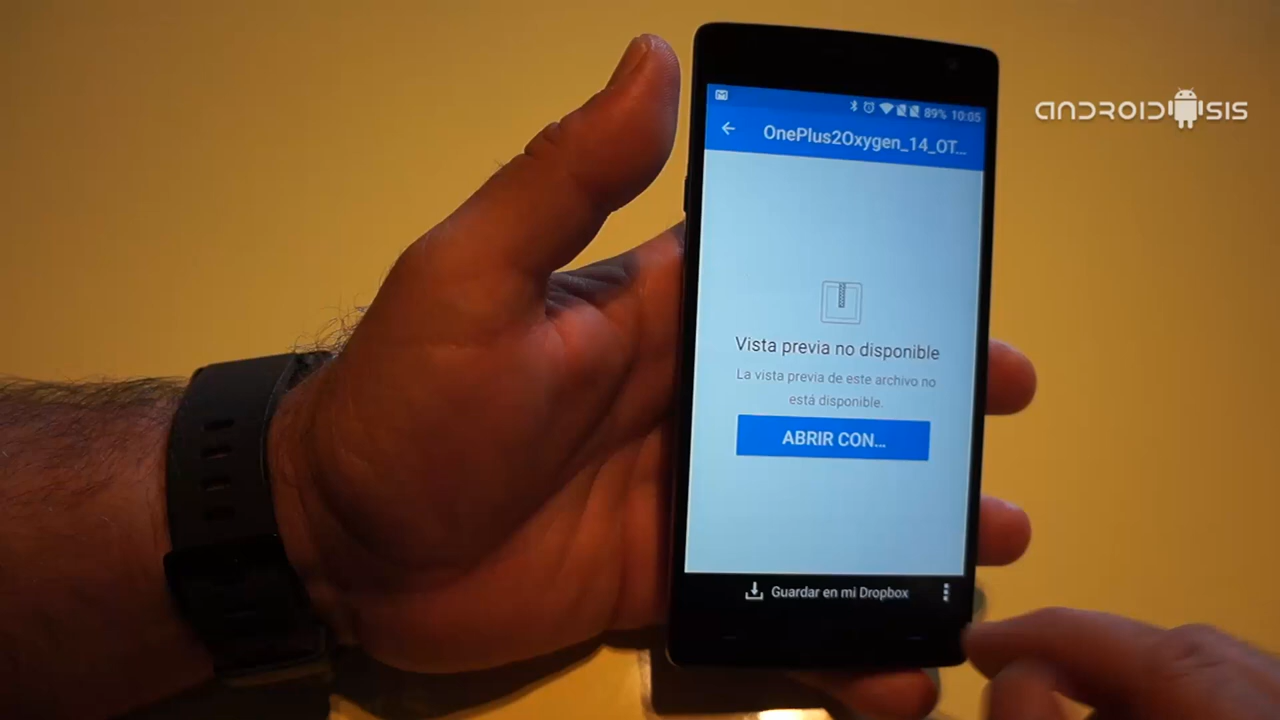 89% 10:05
OnePlus2Oxygen_14_OT...
ANDROIDSIS
Vista previa no disponible
La vista previa de este archivo no
está disponible.
ABRIR CON...
Guardar en mi Dropbox